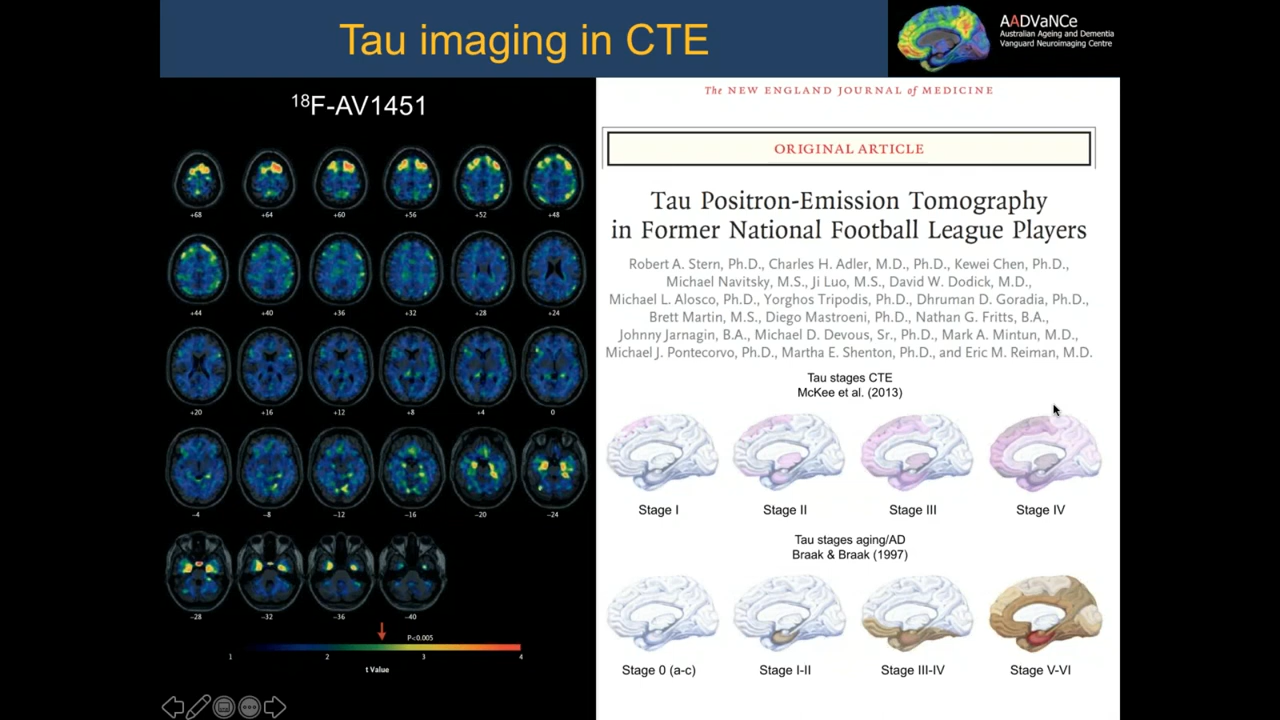 Tau imaging in CTE
AADVaNCe
Australian Ageing and Dementia
Vanguard Neuroimaging Centre
¹⁸F-AV1451
+68 +64 +60 +56 +52 +48
+44 +40 +36 +32 +28 +24
+20 +16 +12 +8 +4 0
−4 −8 −12 −16 −20 −24
−28 −32 −36 −40
P<0.005
1 2 3 4
t Value
The NEW ENGLAND JOURNAL of MEDICINE
ORIGINAL ARTICLE
Tau Positron-Emission Tomography
in Former National Football League Players
Robert A. Stern, Ph.D., Charles H. Adler, M.D., Ph.D., Kewei Chen, Ph.D.,
Michael Navitsky, M.S., Ji Luo, M.S., David W. Dodick, M.D.,
Michael L. Alosco, Ph.D., Yorghos Tripodis, Ph.D., Dhruman D. Goradia, Ph.D.,
Brett Martin, M.S., Diego Mastroeni, Ph.D., Nathan G. Fritts, B.A.,
Johnny Jarnagin, B.A., Michael D. Devous, Sr., Ph.D., Mark A. Mintun, M.D.,
Michael J. Pontecorvo, Ph.D., Martha E. Shenton, Ph.D., and Eric M. Reiman, M.D.
Tau stages CTE
McKee et al. (2013)
Stage I Stage II Stage III Stage IV
Tau stages aging/AD
Braak & Braak (1997)
Stage 0 (a-c) Stage I-II Stage III-IV Stage V-VI